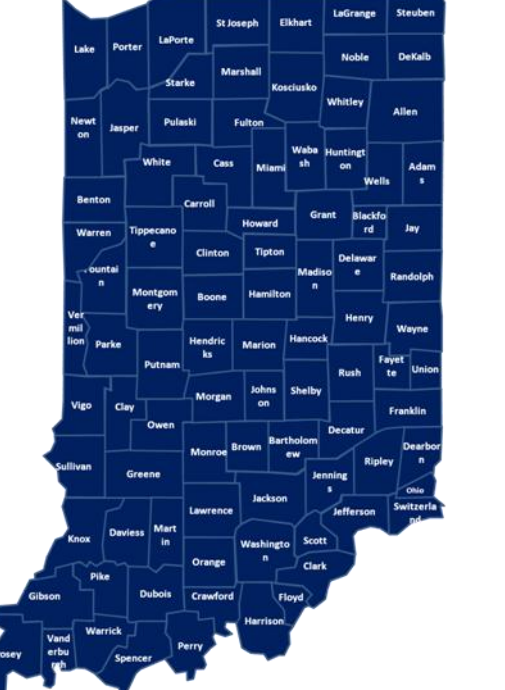 LaGrange
Steuben
St Joseph
Elkhart
LaPorte
Lake
Porter
Noble
DeKalb
Marshall
Starke
Kosciusko
Whitley
Allen
Newt
on
Jasper
Pulaski
Fulton
White
Cass
Miami
Waba
sh
Huntingt
on
Wells
Adam
s
Benton
Carroll
Grant
Blackfo
rd
Jay
Warren
Tippecano
e
Howard
Clinton
Tipton
Delawar
e
Madiso
n
Randolph
ountai
n
Montgom
ery
Boone
Hamilton
Ver
mil
lion
Parke
Henry
Wayne
Hendric
ks
Marion
Hancock
Putnam
Rush
Fayet
te
Union
Morgan
Johns
on
Shelby
Vigo
Clay
Franklin
Owen
Decatur
Monroe
Brown
Bartholom
ew
Dearbor
n
Ripley
Sullivan
Greene
Jenning
s
Ohio
Jackson
Lawrence
Jefferson
Switzerla
nd
Knox
Daviess
Mart
in
Washingto
n
Scott
Orange
Clark
Pike
Gibson
Dubois
Crawford
Floyd
Harrison
Warrick
Vand
erbu
rgh
osey
Perry
Spencer